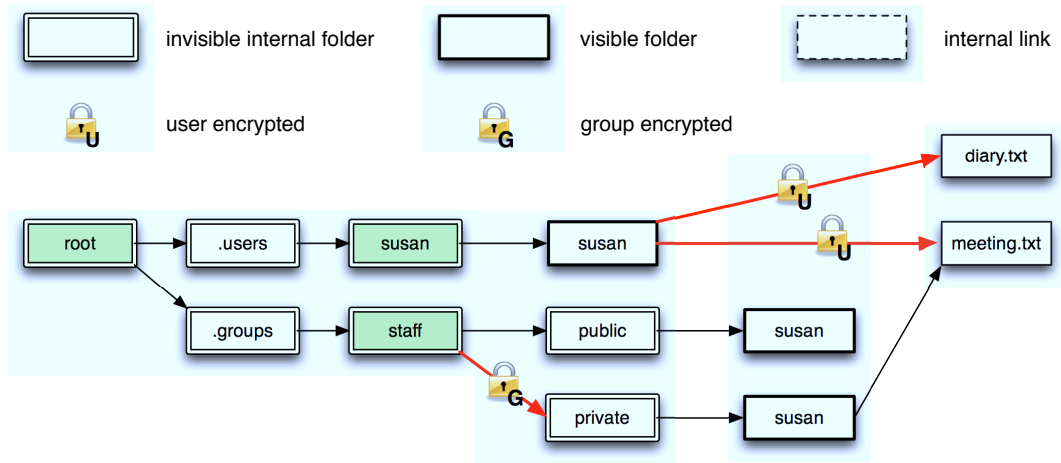 invisible internal folder
visible folder
internal link
U
user encrypted
G
group encrypted
diary.txt
U
root
.users
susan
susan
U
meeting.txt
.groups
staff
public
susan
G
private
susan